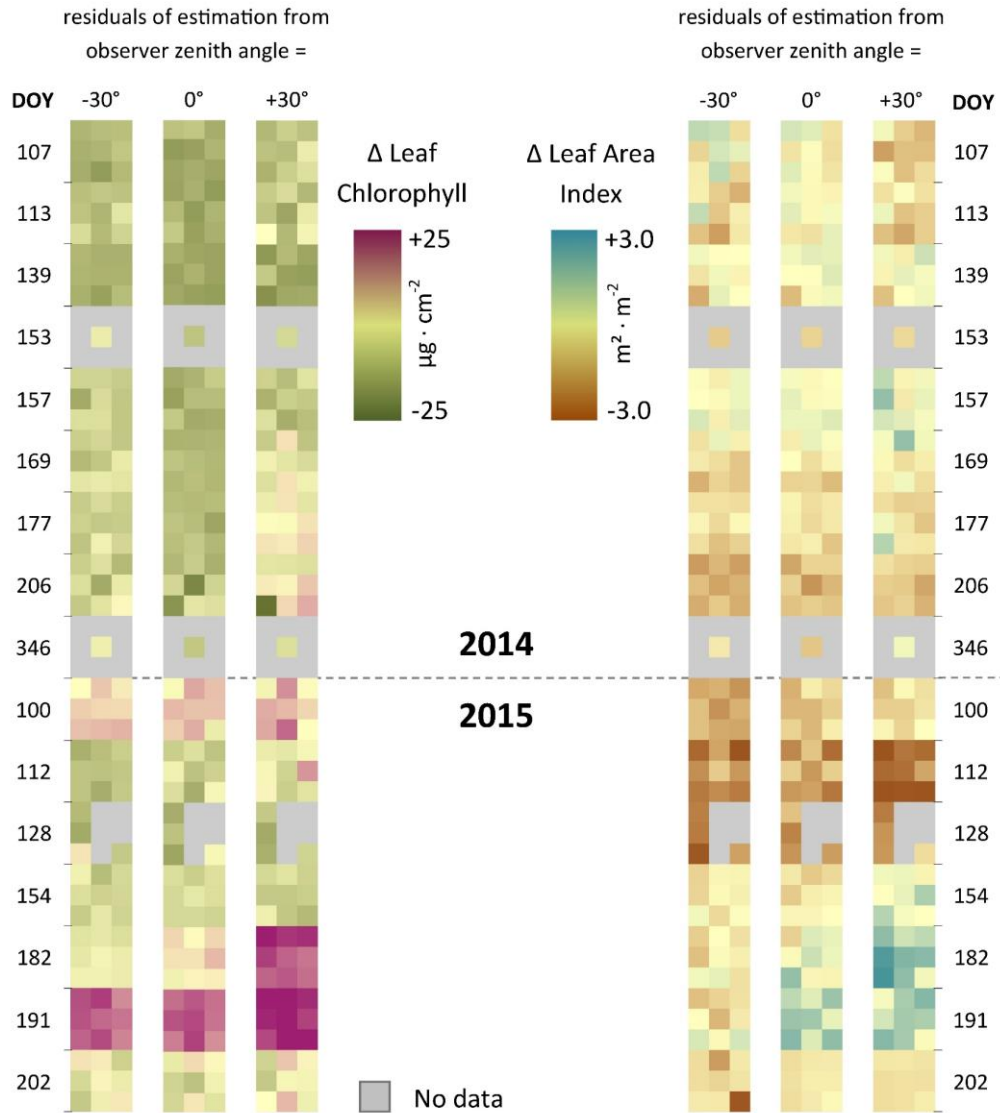 residuals of estimation from
observer zenith angle =
residuals of estimation from
observer zenith angle =
DOY -30° 0° +30°
-30° 0° +30° DOY
Δ Leaf
Chlorophyll
+25
-25
µg · cm⁻²
Δ Leaf Area
Index
+3.0
-3.0
m² · m⁻²
107
113
139
153
157
169
177
206
346
2014
2015
100
112
128
154
182
191
202
No data
107
113
139
153
157
169
177
206
346
100
112
128
154
182
191
202